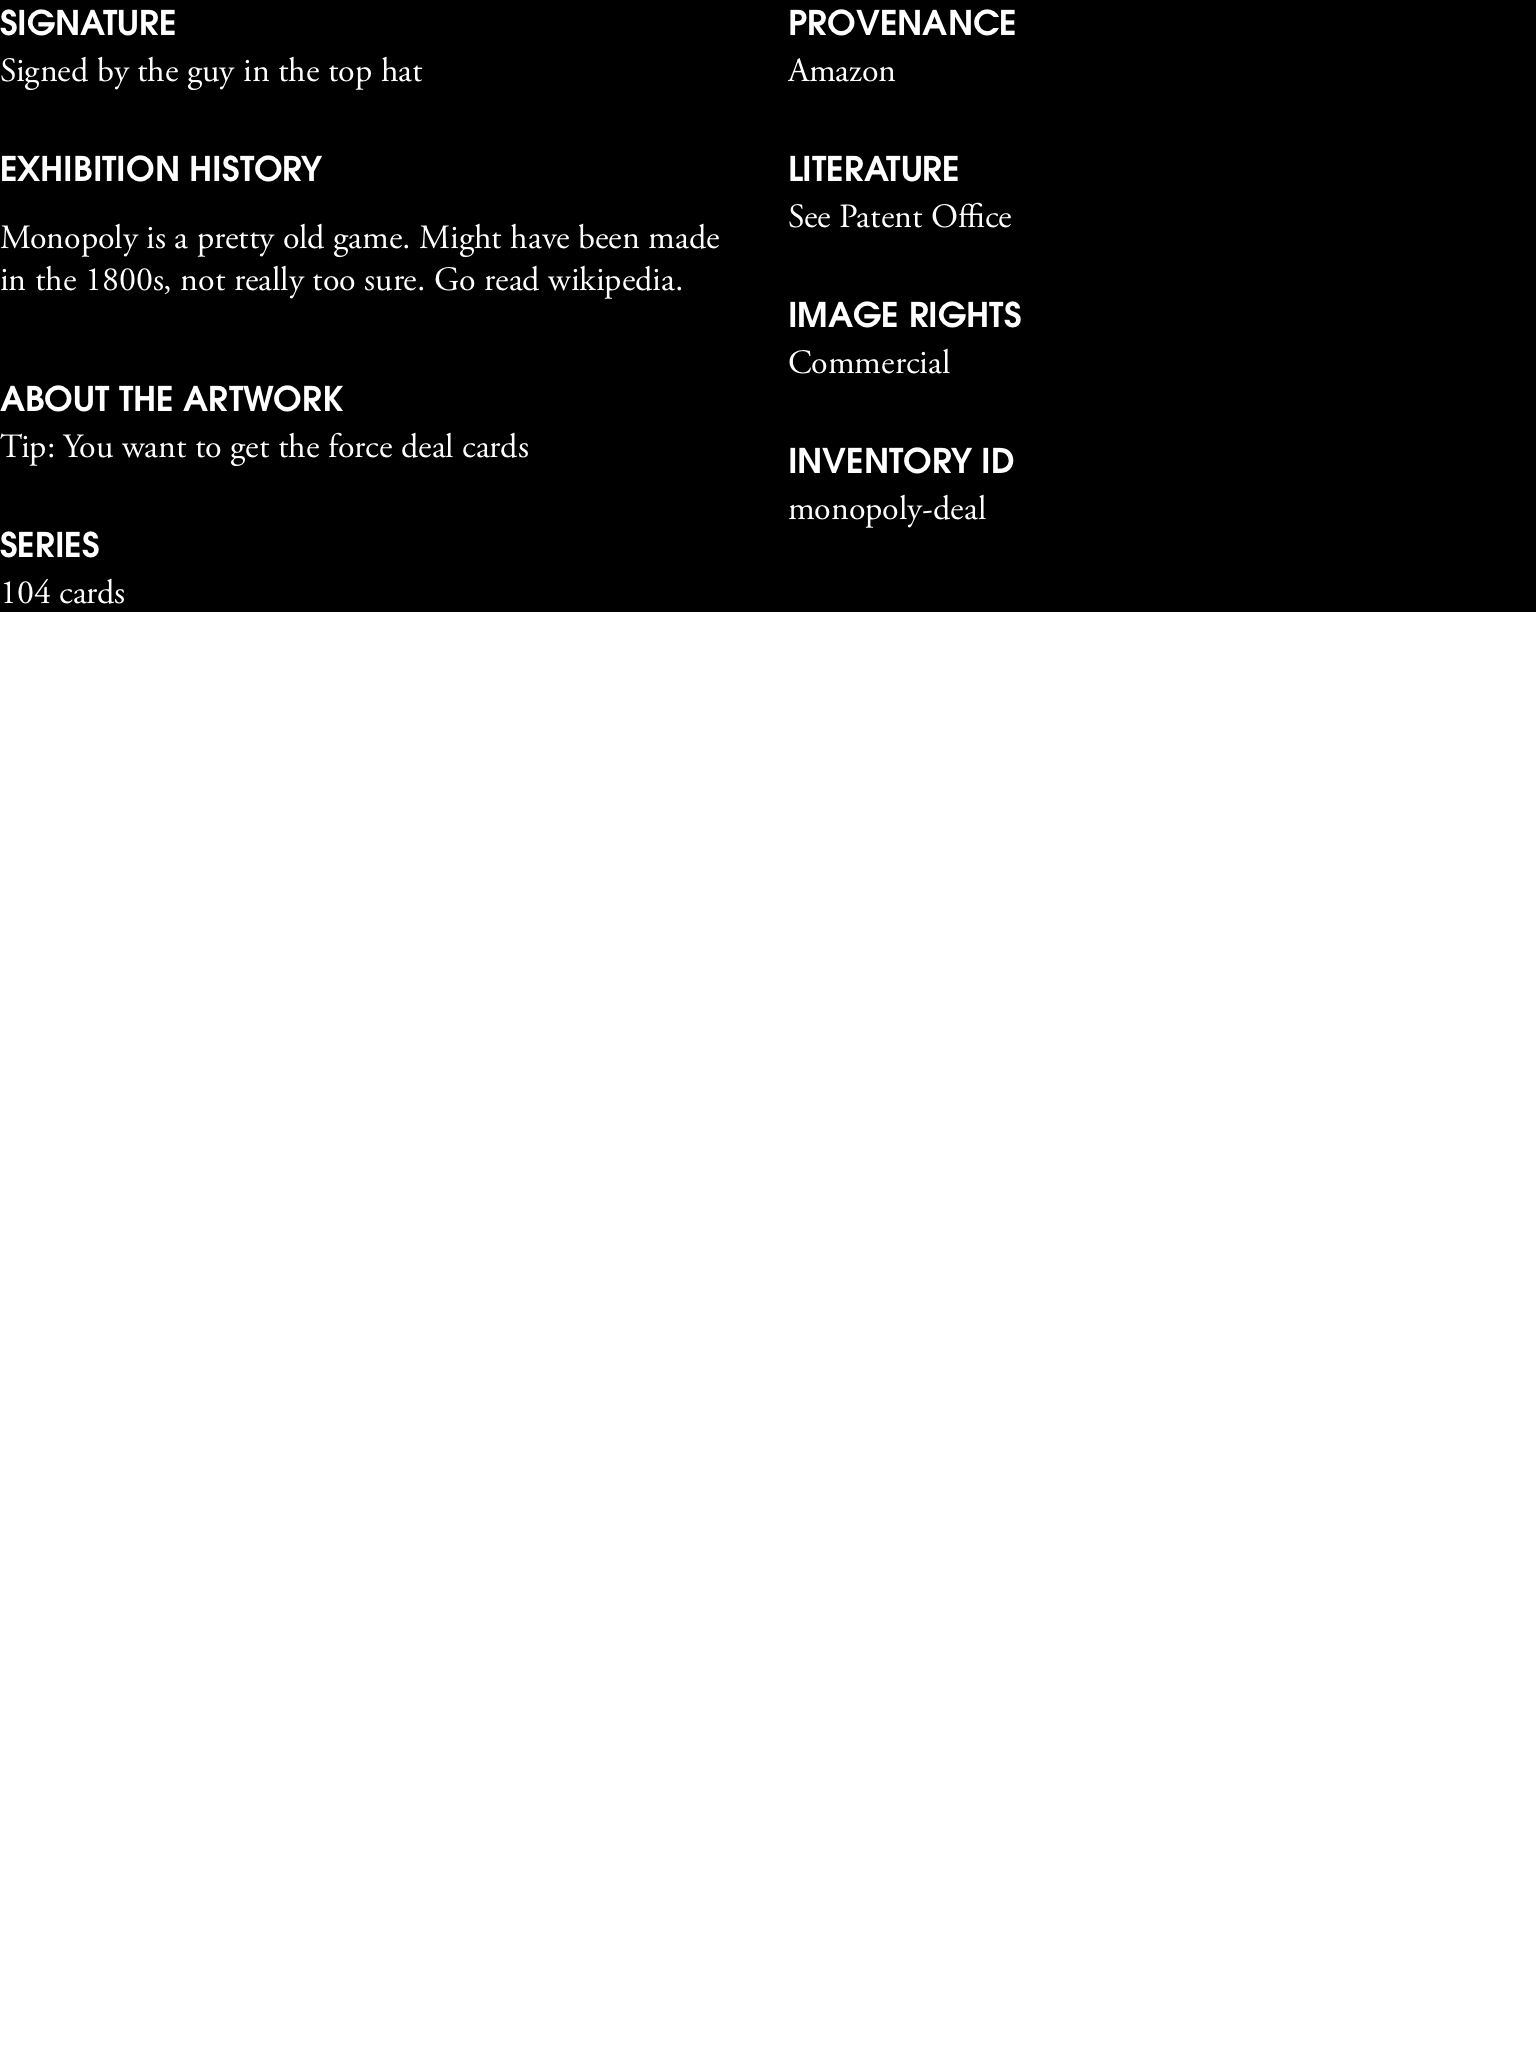 SIGNATURE
Signed by the guy in the top hat
EXHIBITION HISTORY
Monopoly is a pretty old game. Might have been made
in the 1800s, not really too sure. Go read wikipedia.
ABOUT THE ARTWORK
Tip: You want to get the force deal cards
SERIES
104 cards
PROVENANCE
Amazon
LITERATURE
See Patent Office
IMAGE RIGHTS
Commercial
INVENTORY ID
monopoly-deal